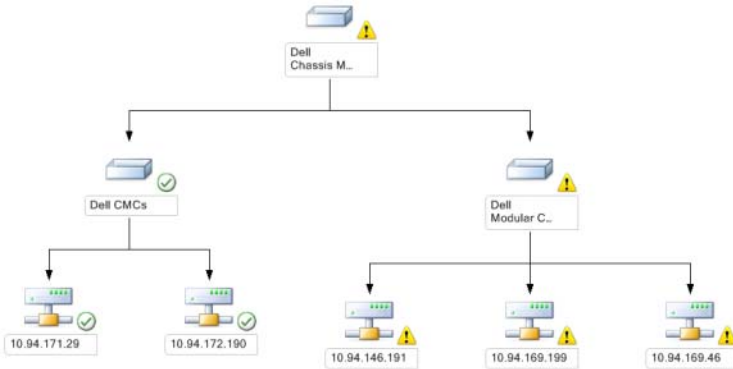 Dell
Chassis M...
Dell CMCs
Dell
Modular C...
10.94.171.29
10.94.172.190
10.94.146.191
10.94.169.199
10.94.169.46